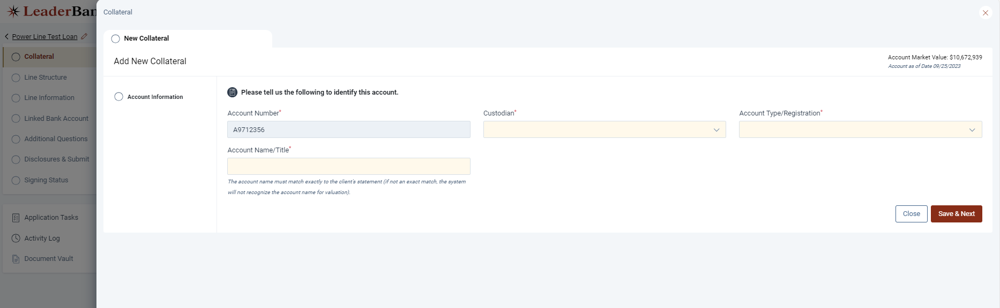 LeaderBan
Collateral
Power Line Test Loan
Collateral
Line Structure
Line Information
Linked Bank Account
Additional Questions
Disclosures & Submit
Signing Status
Application Tasks
Activity Log
Document Vault
New Collateral
Add New Collateral
Account Market Value: $10,672,939
Account as of Date 09/25/2023
Account Information
Please tell us the following to identify this account.
Account Number*
Custodian*
Account Type/Registration*
A9712356
Account Name/Title*
The account name must match exactly to the client's statement (if not an exact match, the system
will not recognize the account name for valuation).
Close
Save & Next